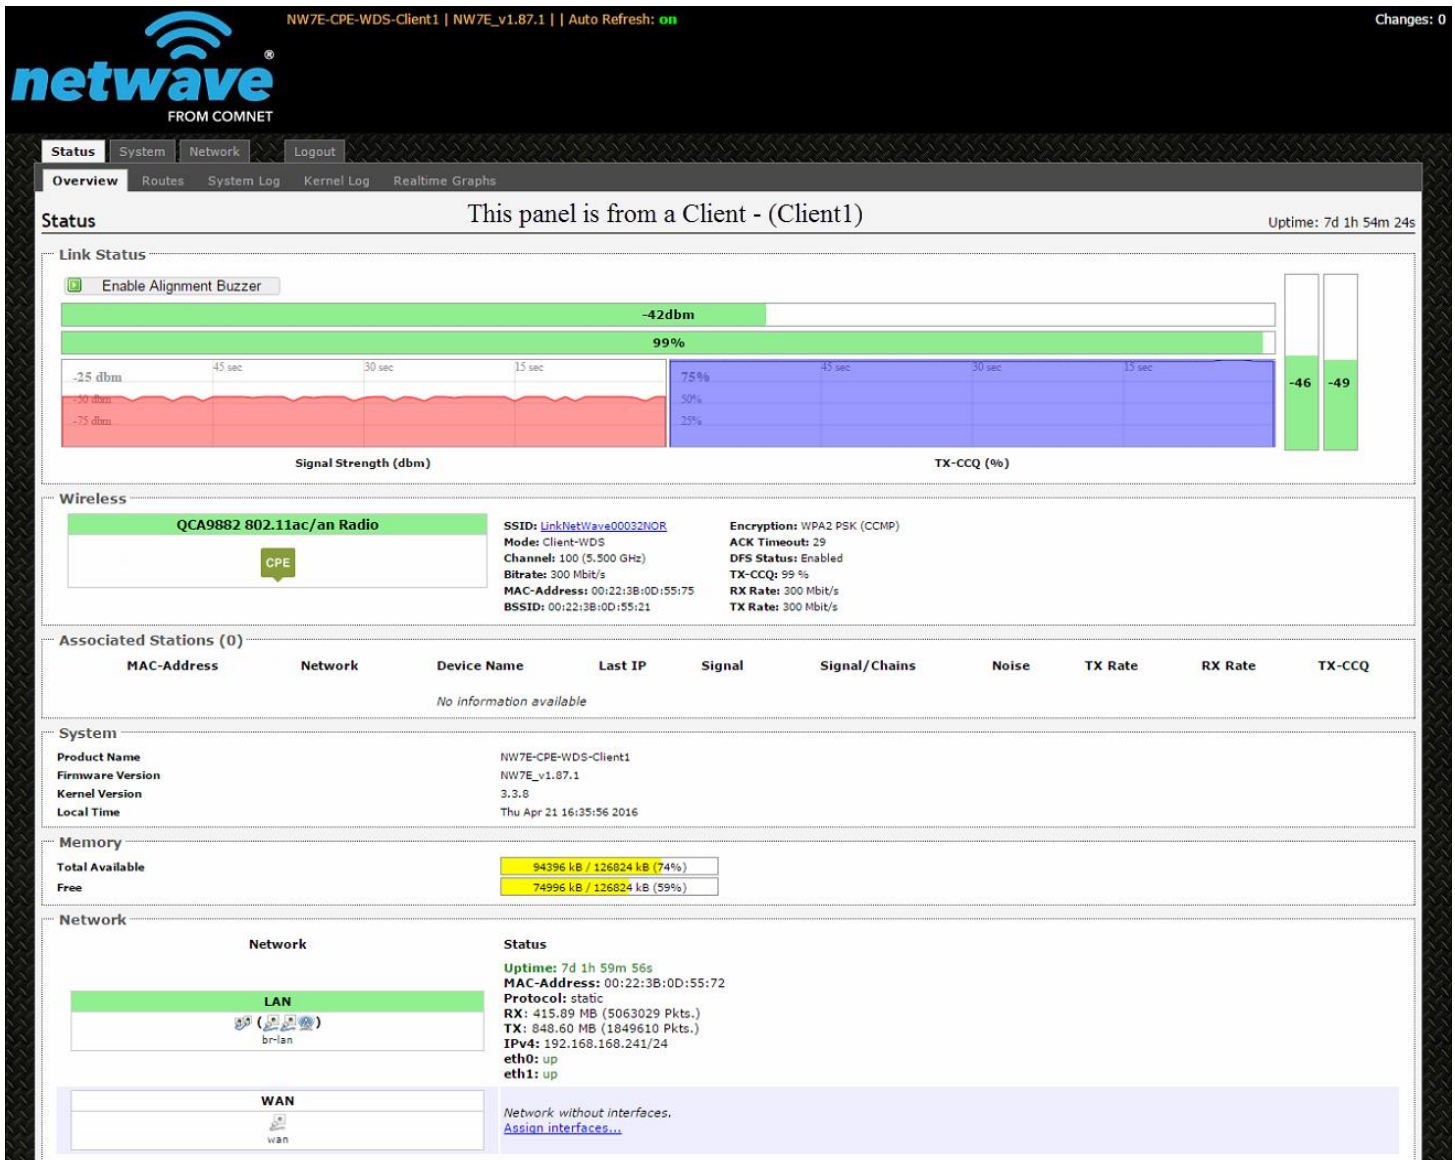 NW7E-CPE-WDS-Client1 | NW7E_v1.87.1 | | Auto Refresh: on
Changes: 0
netwave®
FROM COMNET
Status System Network Logout
Overview Routes System Log Kernel Log Realtime Graphs
Status
This panel is from a Client - (Client1)
Uptime: 7d 1h 54m 24s
Link Status
Enable Alignment Buzzer
-42dbm
99%
45 sec 30 sec 15 sec
-25 dbm
-50 dbm
-75 dbm
Signal Strength (dbm)
45 sec 30 sec 15 sec
75%
50%
25%
TX-CCQ (%)
-46 -49
Wireless
QCA9882 802.11ac/an Radio
CPE
SSID: LinkNetWave00032NOR
Mode: Client-WDS
Channel: 100 (5.500 GHz)
Bitrate: 300 Mbit/s
MAC-Address: 00:22:3B:0D:55:75
BSSID: 00:22:3B:0D:55:21
Encryption: WPA2 PSK (CCMP)
ACK Timeout: 29
DFS Status: Enabled
TX-CCQ: 99 %
RX Rate: 300 Mbit/s
TX Rate: 300 Mbit/s
Associated Stations (0)
MAC-Address Network Device Name Last IP Signal Signal/Chains Noise TX Rate RX Rate TX-CCQ
No information available
System
Product Name NW7E-CPE-WDS-Client1
Firmware Version NW7E_v1.87.1
Kernel Version 3.3.8
Local Time Thu Apr 21 16:35:56 2016
Memory
Total Available 94396 kB / 126824 kB (74%)
Free 74996 kB / 126824 kB (59%)
Network
Network Status
LAN
( )
br-lan
Uptime: 7d 1h 59m 56s
MAC-Address: 00:22:3B:0D:55:72
Protocol: static
RX: 415.89 MB (5063029 Pkts.)
TX: 848.60 MB (1849610 Pkts.)
IPv4: 192.168.168.241/24
eth0: up
eth1: up
WAN
wan
Network without interfaces.
Assign interfaces...